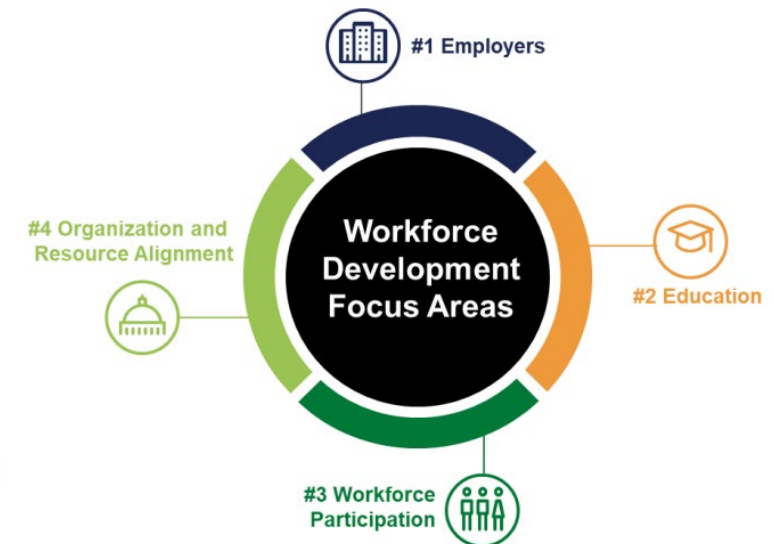 #1 Employers
Workforce
Development
Focus Areas
#2 Education
#3 Workforce
Participation
#4 Organization and
Resource Alignment